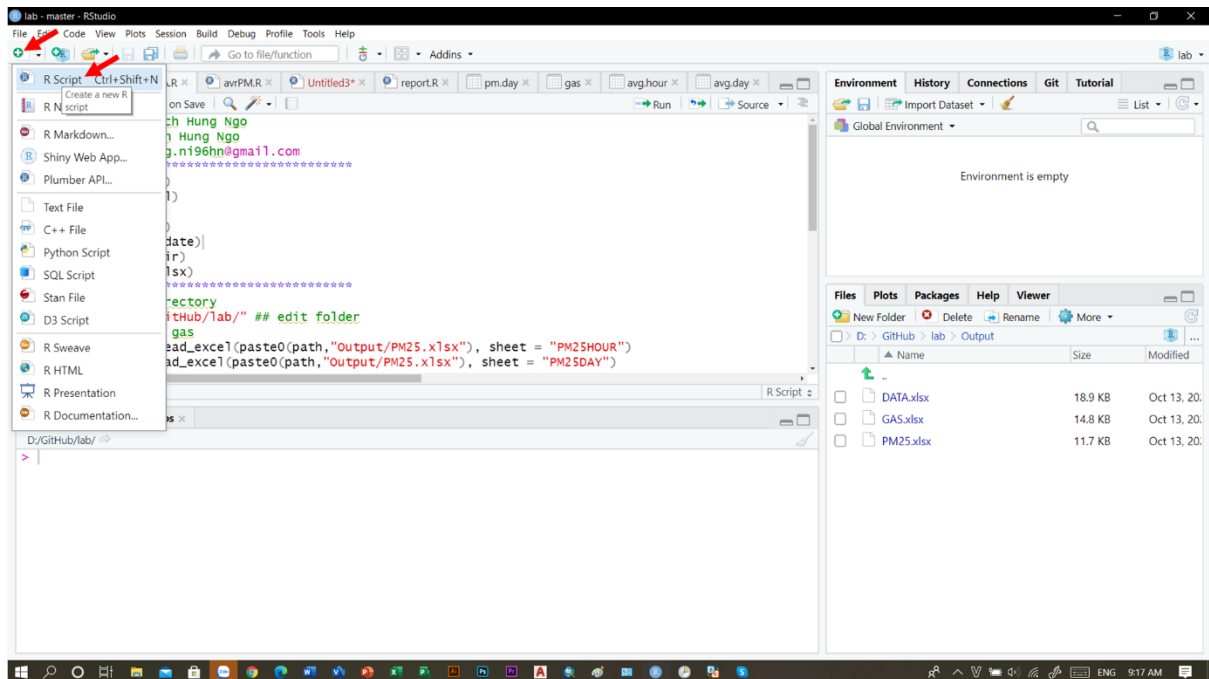 lab - master - RStudio
File Edit Code View Plots Session Build Debug Profile Tools Help
Go to file/function Addins lab
R Script Ctrl+Shift+N
Create a new R
script
R N
R Markdown...
Shiny Web App...
Plumber API...
Text File
C++ File
Python Script
SQL Script
Stan File
D3 Script
R Sweave
R HTML
R Presentation
R Documentation...
.R avrPM.R Untitled3* report.R pm.day gas avg.hour avg.day
on Save Run Source
ch Hung Ngo
h Hung Ngo
g.ni96hn@gmail.com
**************************
)
l)
)
date)
ir)
lsx)
**************************
rectory
itHub/lab/" ## edit folder
gas
ead_excel(paste0(path,"Output/PM25.xlsx"), sheet = "PM25HOUR")
ad_excel(paste0(path,"Output/PM25.xlsx"), sheet = "PM25DAY")
R Script
bs
D:/GitHub/lab/
>
Environment History Connections Git Tutorial
Import Dataset List
Global Environment
Environment is empty
Files Plots Packages Help Viewer
New Folder Delete Rename More
D: > GitHub > lab > Output ...
Name Size Modified
..
DATA.xlsx 18.9 KB Oct 13, 20
GAS.xlsx 14.8 KB Oct 13, 20
PM25.xlsx 11.7 KB Oct 13, 20
ENG 9:17 AM